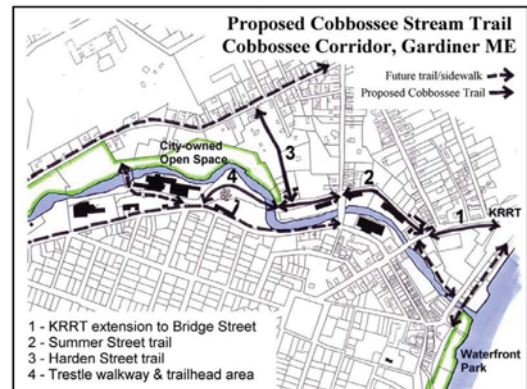 Proposed Cobbossee Stream Trail
Cobbossee Corridor, Gardiner ME
Future trail/sidewalk
Proposed Cobbossee Trail
City-owned
Open Space
3
4
2
1
KRRT
1 - KRRT extension to Bridge Street
2 - Summer Street trail
3 - Harden Street trail
4 - Trestle walkway & trailhead area
Waterfront
Park